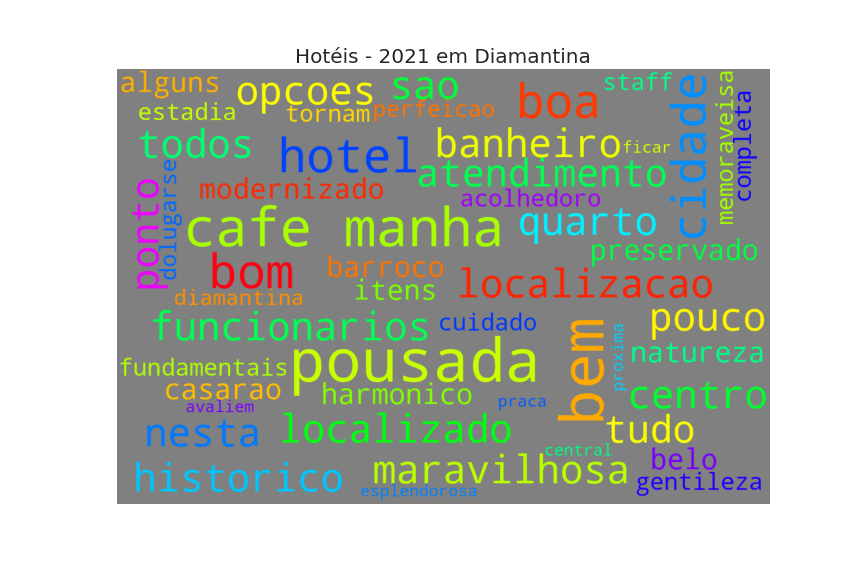 Hotéis - 2021 em Diamantina
alguns
opcoes
sao
boa
staff
cidade
memoraveisa
completa
estadia
tornam
perfeicao
todos
hotel
banheiro
ficar
atendimento
modernizado
acolhedoro
ponto
dolugarse
cafe manha
quarto
preservado
bom
barroco
itens
localizacao
diamantina
funcionarios
cuidado
pouco
bem
proxima
natureza
pousada
fundamentais
casarao
harmonico
praca
centro
avaliem
nesta
localizado
tudo
central
belo
historico
maravilhosa
gentileza
esplendorosa